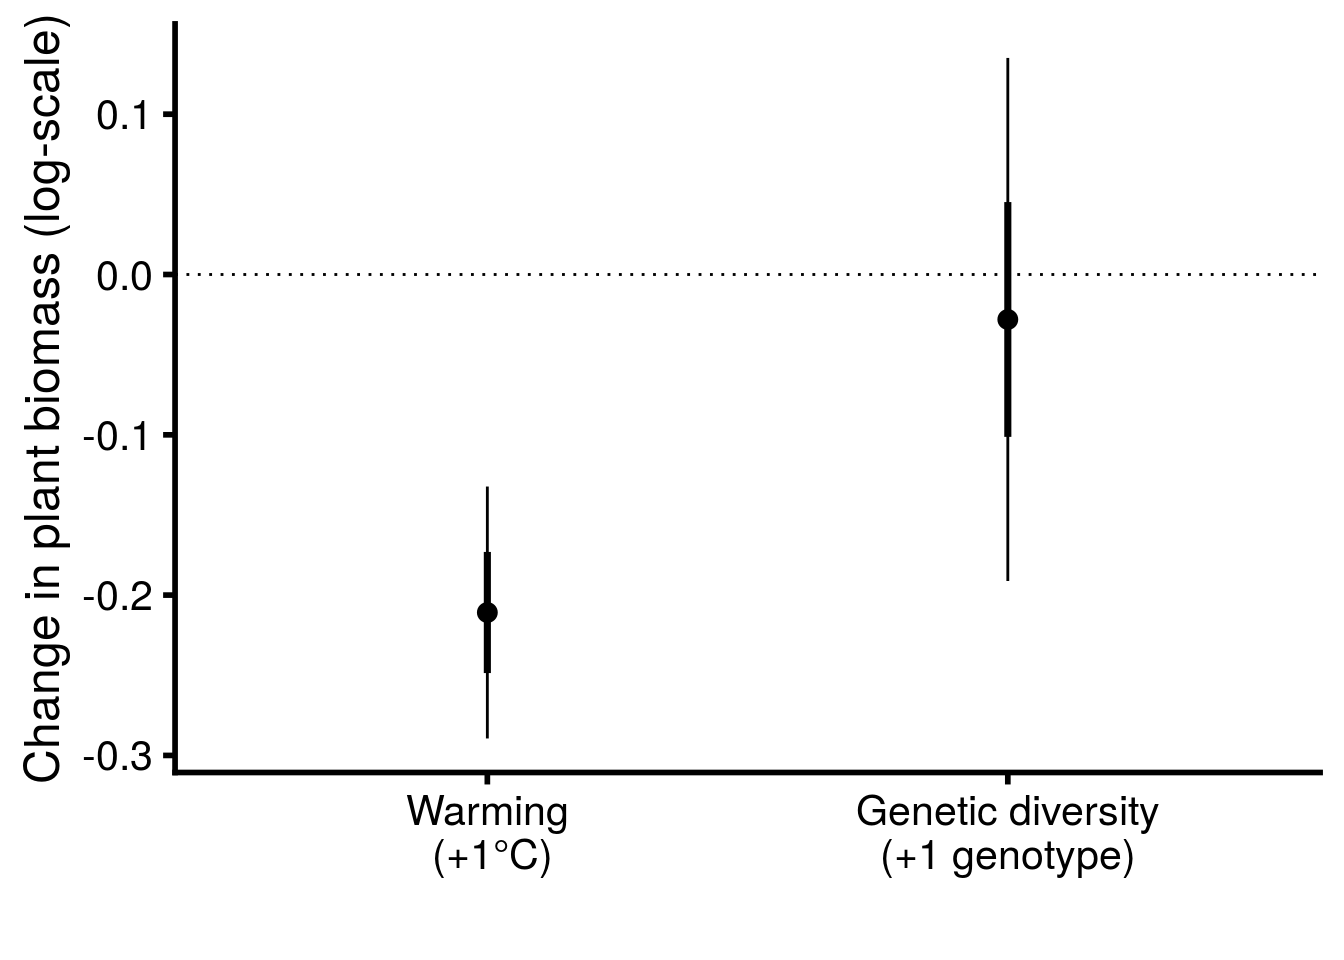 Change in plant biomass (log-scale)
0.1
0.0
-0.1
-0.2
-0.3
Warming
(+1°C)
Genetic diversity
(+1 genotype)